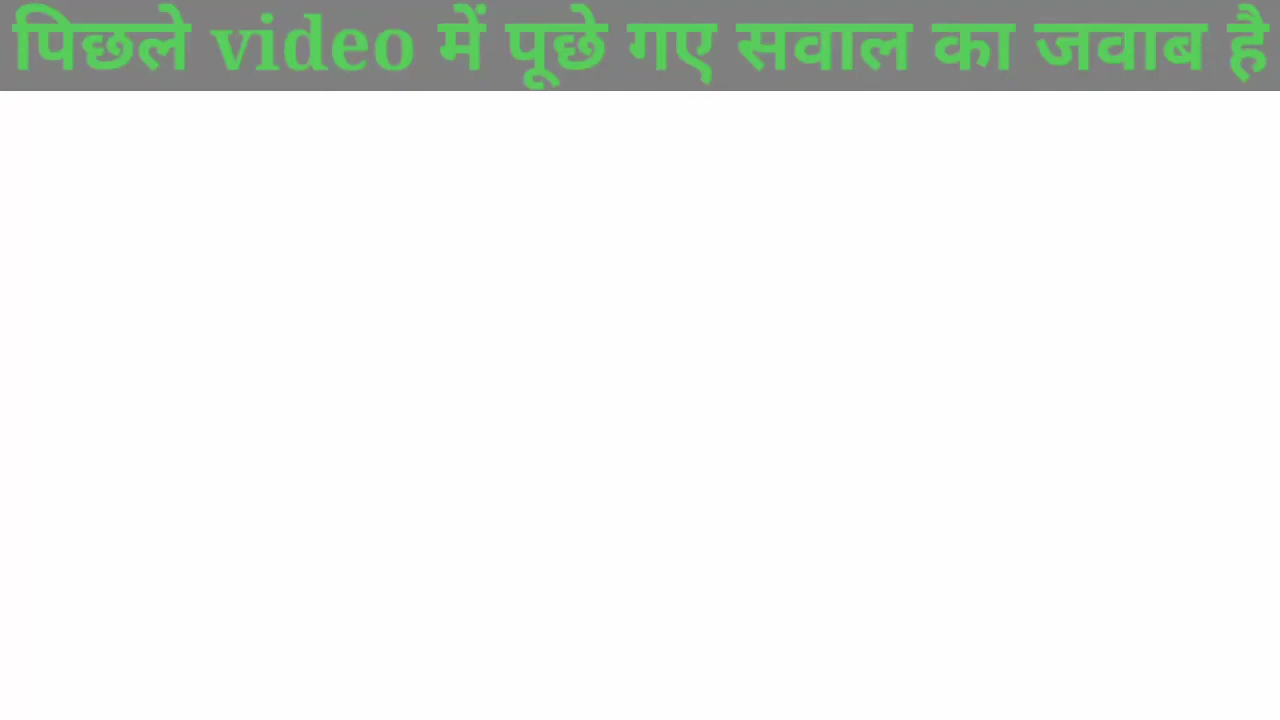 पिछले video में पूछे गए सवाल का जवाब है